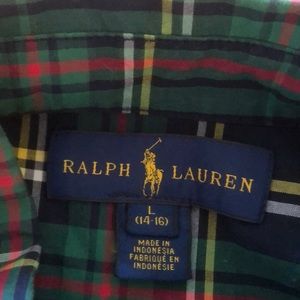 RALPH LAUREN
L
(14-16)
MADE IN
INDONESIA
FABRIQUÉ EN
INDONÉSIE